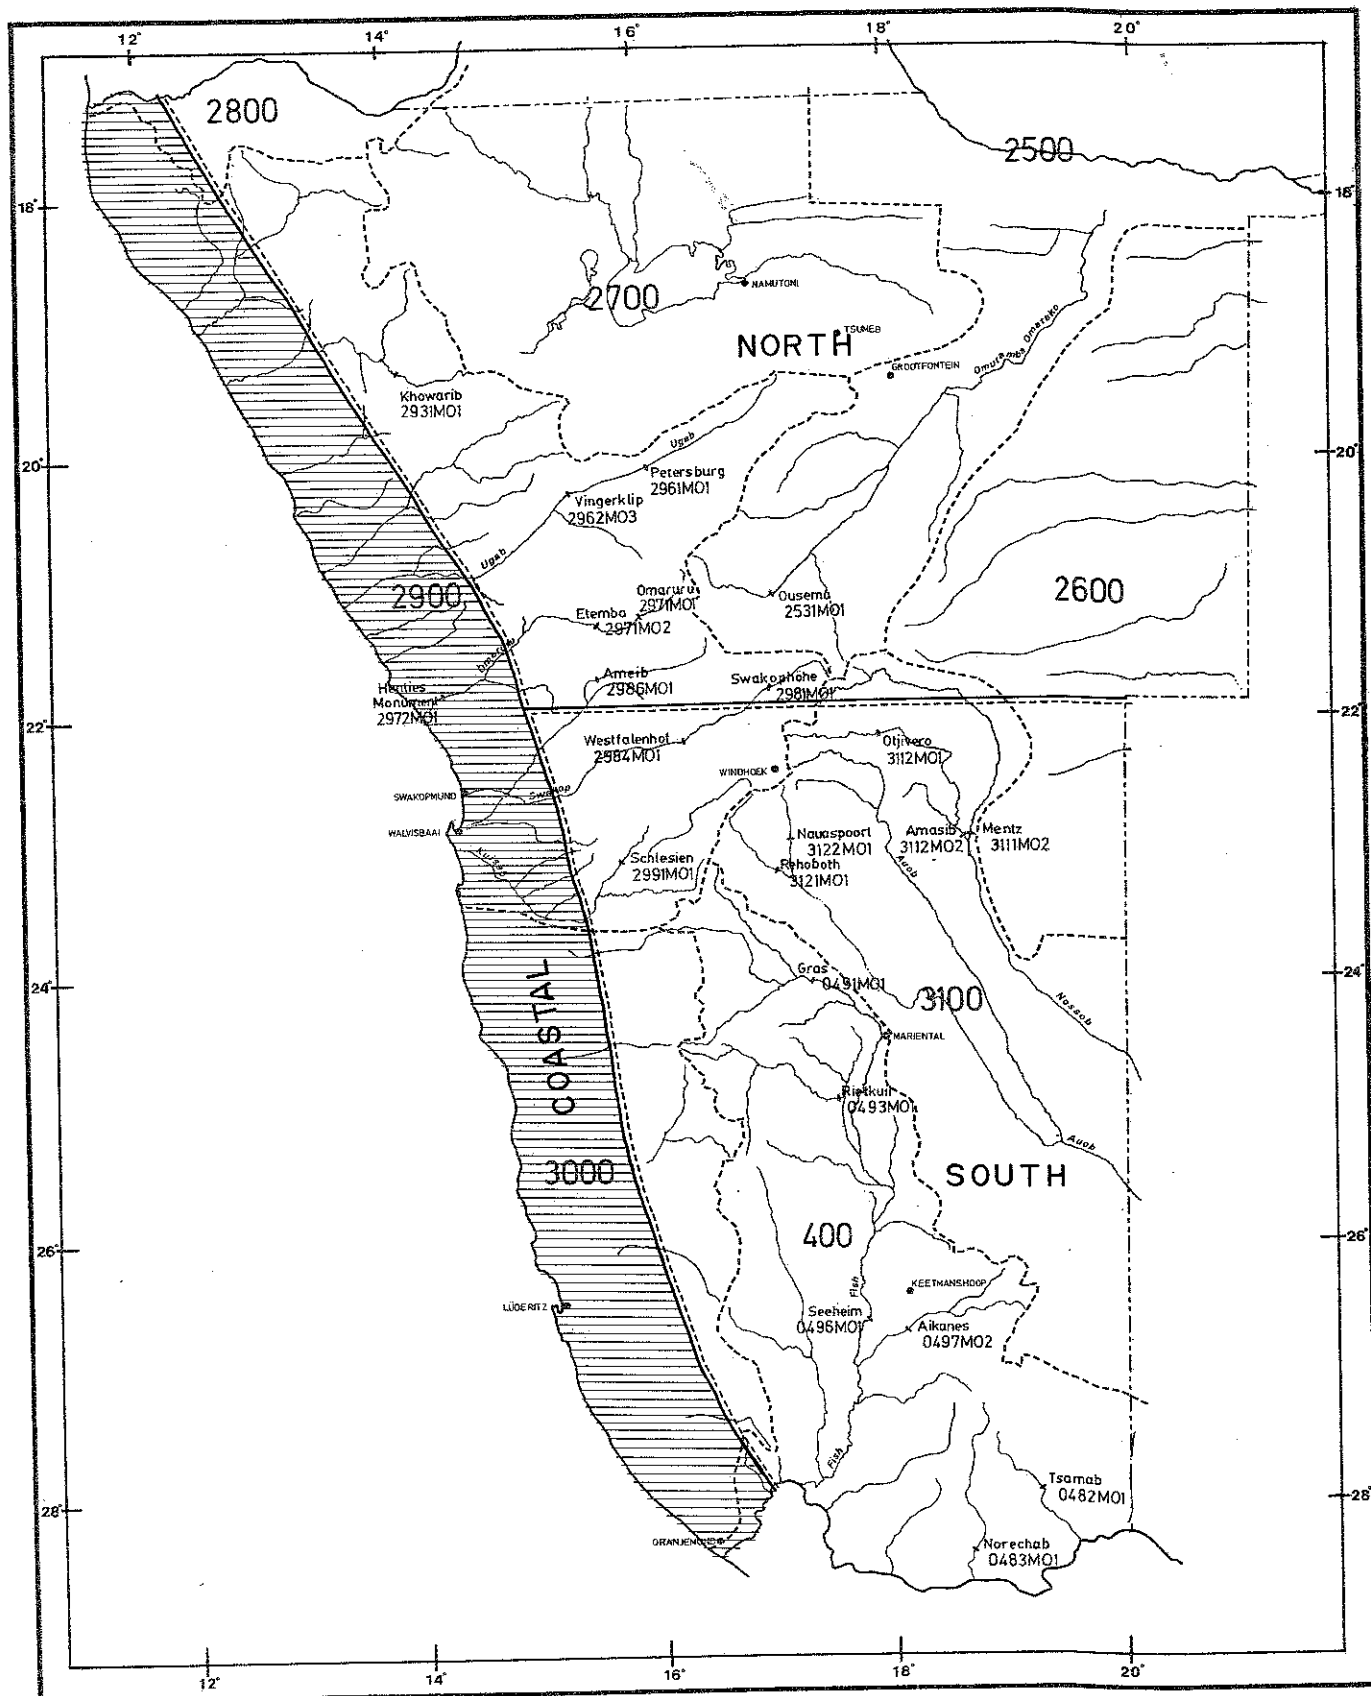 12° 14° 16° 18° 20°
2800
2500
18° 18°
2700
NAMUTONI
NORTH
TSUMEB
GROOTFONTEIN
Omuramba Omatako
Khowarib
2931M01
Ugab
20° 20°
Petersburg
2961M01
Vingerklip
2962M03
Ugab
2900
Omaruru
2971M01
Ousema
2531M01
2600
Etemba
2971M02
Omaruru
Ameib
2986M01
Swakophöhe
2981M01
Henties
Monument
2972M01
22° 22°
Westfalenhof
2984M01
Otjivero
3112M01
WINDHOEK
SWAKOPMUND
Swakop
WALVISBAAI
Kuiseb
Nauaspoort
3122M01
Amasib
3112M02
Mentz
3111M02
Schlesien
2991M01
Rehoboth
3121M01
Auob
Gras
0491M01
24° 24°
COASTAL
3100
Nossob
MARIENTAL
Rietkuil
0493M01
Auob
3000
SOUTH
400
26° 26°
KEETMANSHOOP
Fish
LÜDERITZ
Seeheim
0496M01
Aikanes
0497M02
Fish
Tsamab
0482M01
28° 28°
ORANJEMUND
Norechab
0483M01
12° 14° 16° 18° 20°